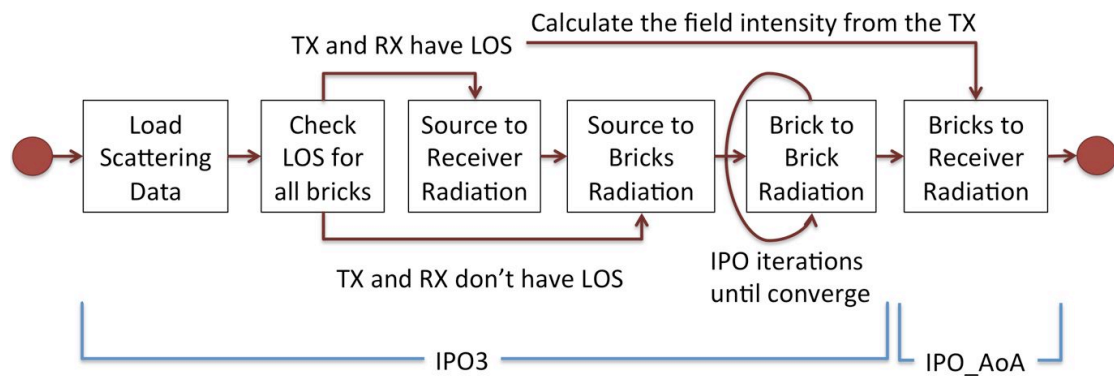 Calculate the field intensity from the TX
TX and RX have LOS
Load
Scattering
Data
Check
LOS for
all bricks
Source to
Receiver
Radiation
Source to
Bricks
Radiation
Brick to
Brick
Radiation
Bricks to
Receiver
Radiation
TX and RX don’t have LOS
IPO iterations
until converge
IPO3
IPO_AoA